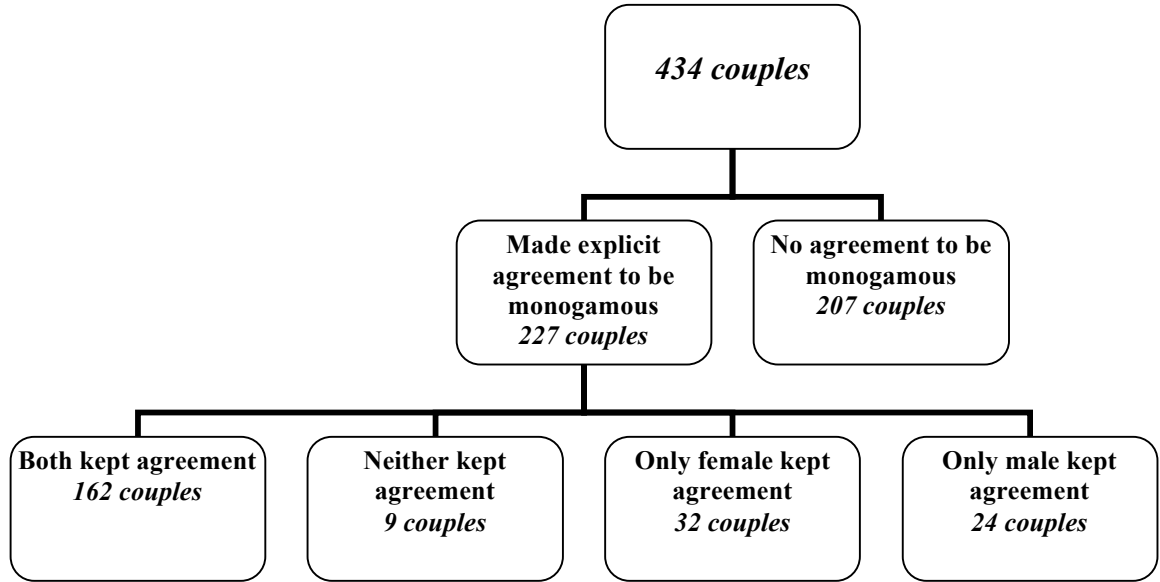 434 couples
Made explicit
agreement to be
monogamous
227 couples
No agreement to be
monogamous
207 couples
Both kept agreement
162 couples
Neither kept
agreement
9 couples
Only female kept
agreement
32 couples
Only male kept
agreement
24 couples